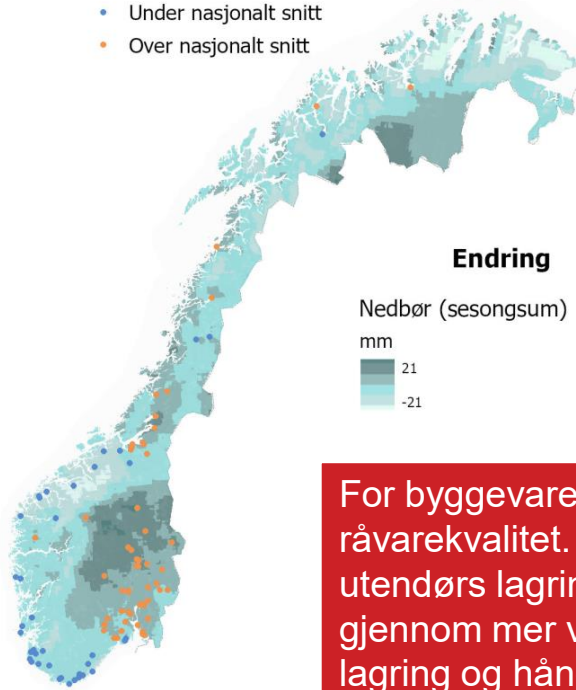 Under nasjonalt snitt
Over nasjonalt snitt
Endring
Nedbør (sesongsum)
mm
21
-21
For byggevare
råvarekvalitet.
utendørs lagrin
gjennom mer v
lagring og hån